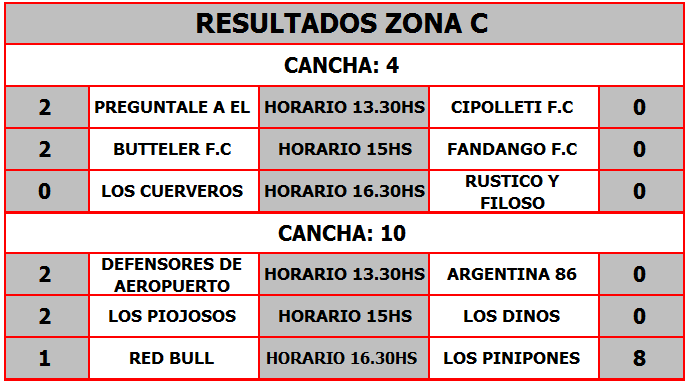 RESULTADOS ZONA C
CANCHA: 4
2 PREGUNTALE A EL HORARIO 13.30HS CIPOLLETI F.C 0
2 BUTTELER F.C HORARIO 15HS FANDANGO F.C 0
0 LOS CUERVEROS HORARIO 16.30HS RUSTICO Y FILOSO 0
CANCHA: 10
2 DEFENSORES DE AEROPUERTO HORARIO 13.30HS ARGENTINA 86 0
2 LOS PIOJOSOS HORARIO 15HS LOS DINOS 0
1 RED BULL HORARIO 16.30HS LOS PINIPONES 8